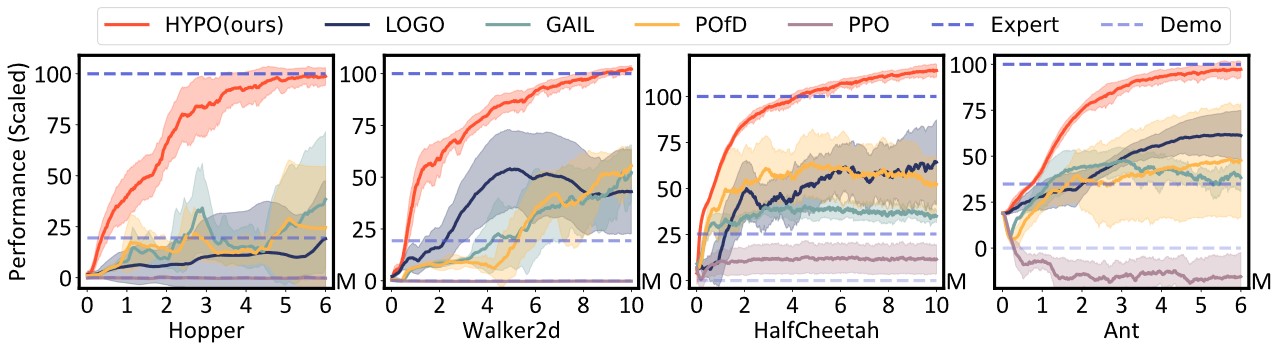 HYPO(ours) LOGO GAIL POfD PPO Expert Demo
Performance (Scaled)
100
75
50
25
0
0 1 2 3 4 5 6 M
Hopper
100
75
50
25
0
0 2 4 6 8 10 M
Walker2d
100
75
50
25
0
0 2 4 6 8 10 M
HalfCheetah
100
75
50
25
0
0 1 2 3 4 5 6 M
Ant